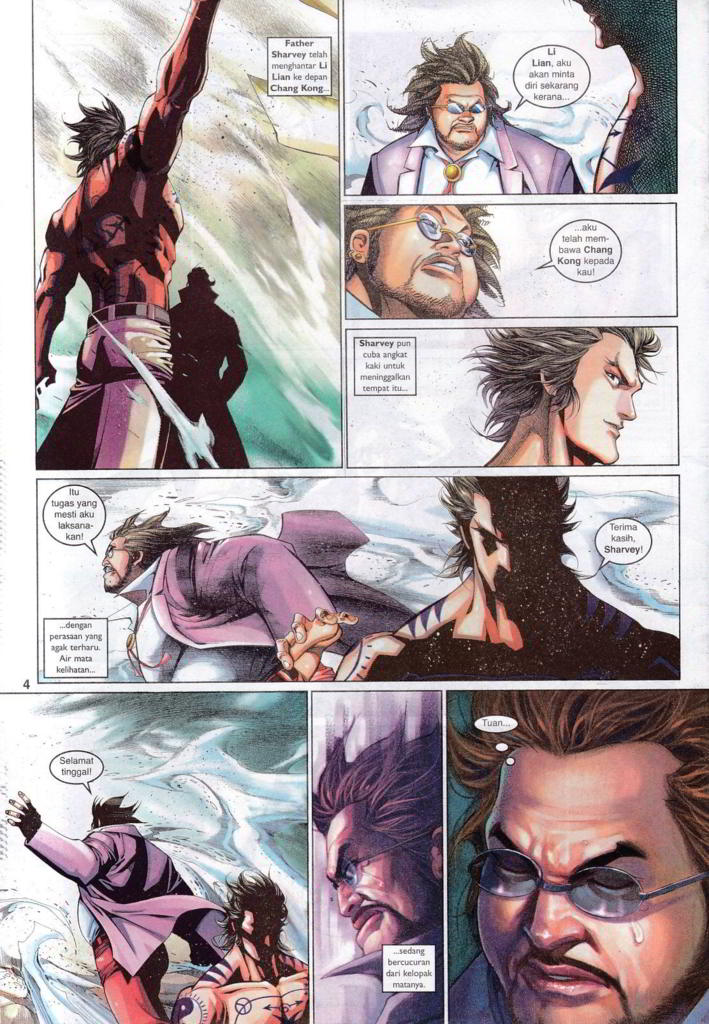 Father
Sharvey telah
menghantar Li
Lian ke depan
Chang Kong...
Li
Lian, aku
akan minta
diri sekarang
kerana...
...aku
telah mem-
bawa Chang
Kong kepada
kau!
Sharvey pun
cuba angkat
kaki untuk
meninggalkan
tempat itu...
Itu
tugas yang
mesti aku
laksana-
kan!
Terima
kasih,
Sharvey!
...dengan
perasaan yang
agak terharu.
Air mata
kelihatan...
4
Selamat
tinggal!
...sedang
bercucuran
dari kelopak
matanya.
Tuan...